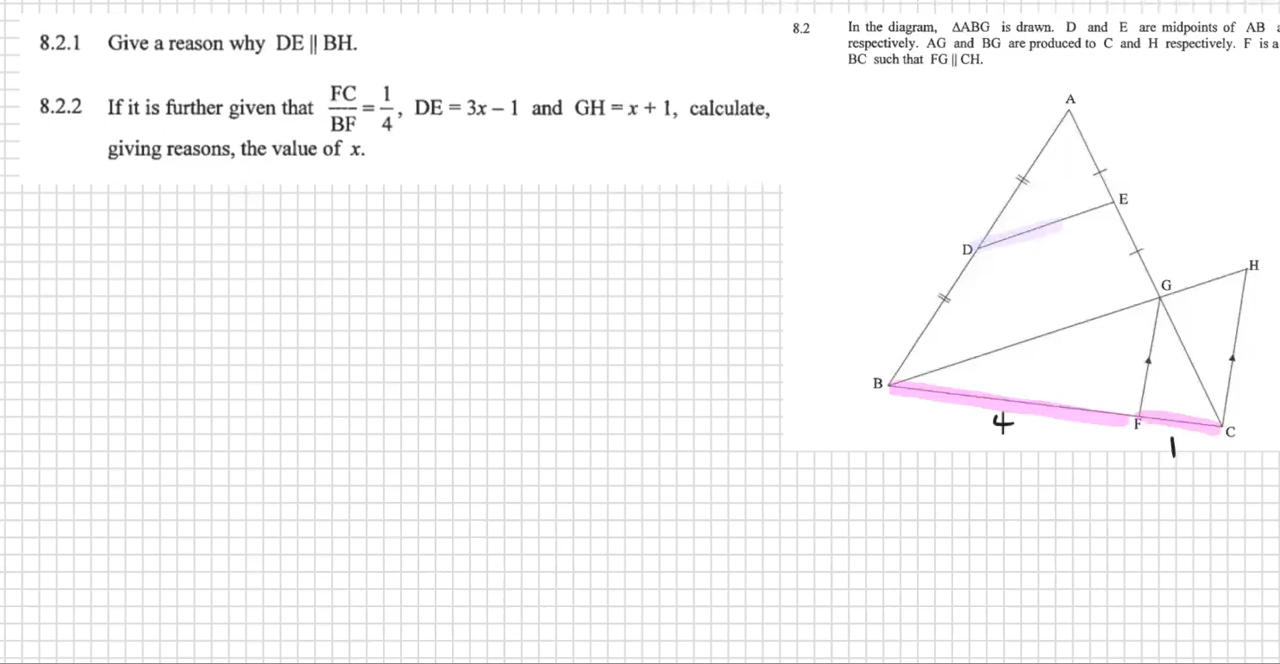 8.2.1 Give a reason why DE || BH.
8.2.2 If it is further given that FC/BF = 1/4, DE = 3x – 1 and GH = x + 1, calculate,
giving reasons, the value of x.
8.2 In the diagram, ΔABG is drawn. D and E are midpoints of AB
respectively. AG and BG are produced to C and H respectively. F is a
BC such that FG || CH.
A
E
D
H
G
B
F
C
4
1